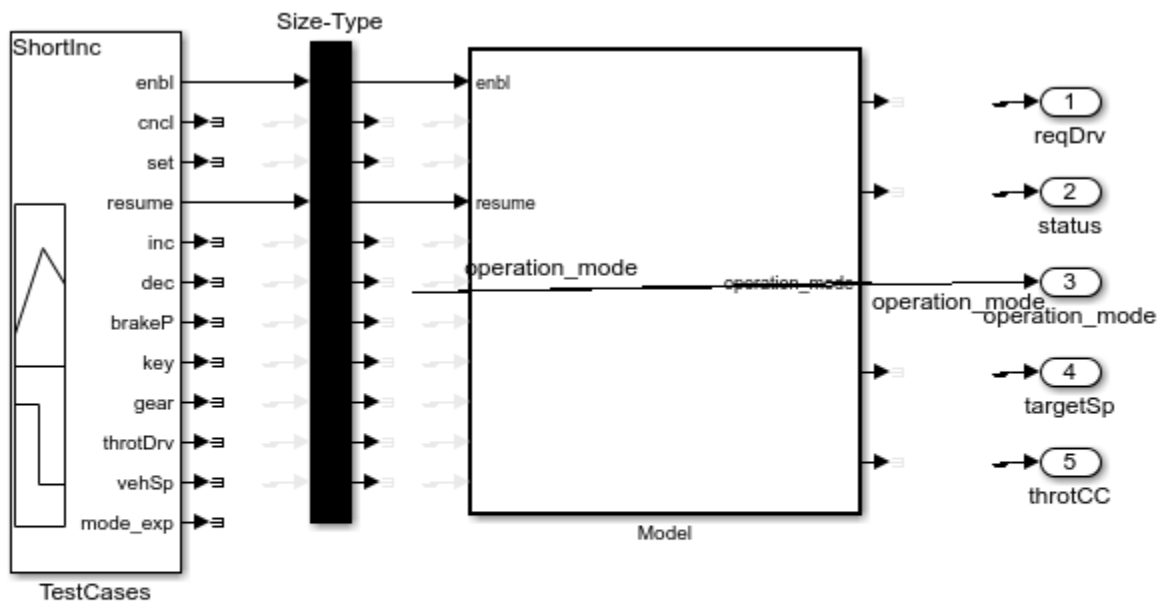 Size-Type
ShortInc
enbl
cncl
set
resume
inc
dec
brakeP
key
gear
throtDrv
vehSp
mode_exp
TestCases
enbl
resume
operation_mode
operation_mode
operation_mode
Model
1
reqDrv
2
status
3
operation_mode
4
targetSp
5
throtCC